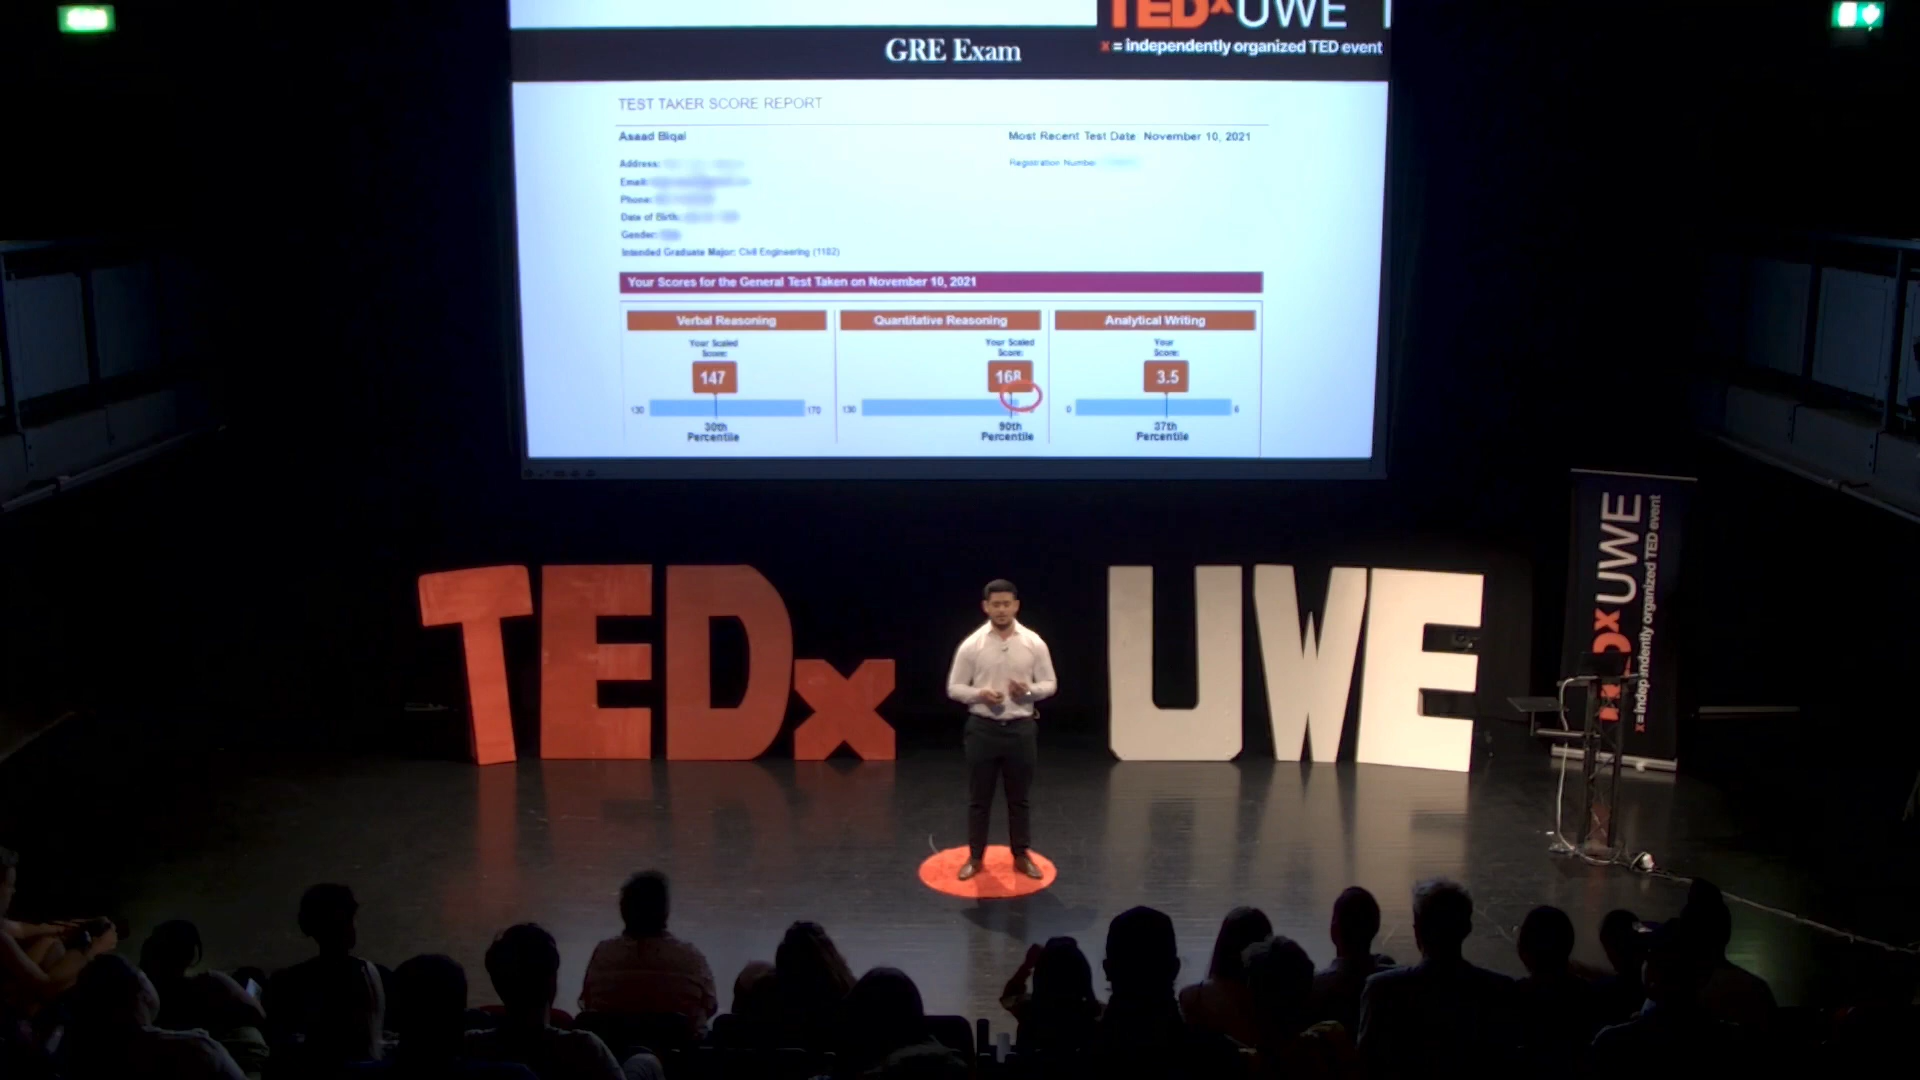 TEDxUWE
x = independently organized TED event
GRE Exam
TEST TAKER SCORE REPORT
Asaad Biqai
Most Recent Test Date November 10, 2021
Address:
Registration Number
Email:
Phone:
Date of Birth:
Gender:
Intended Graduate Major: Civil Engineering (1102)
Your Scores for the General Test Taken on November 10, 2021
Verbal Reasoning
Your Scaled
Score:
147
130 170
30th
Percentile
Quantitative Reasoning
Your Scaled
Score:
168
130
90th
Percentile
Analytical Writing
Your
Score:
3.5
0 6
37th
Percentile
TEDx UWE
TEDxUWE
x = independently organized TED event